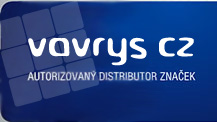 vavrys cz
AUTORIZOVANÝ DISTRIBUTOR ZNAČEK